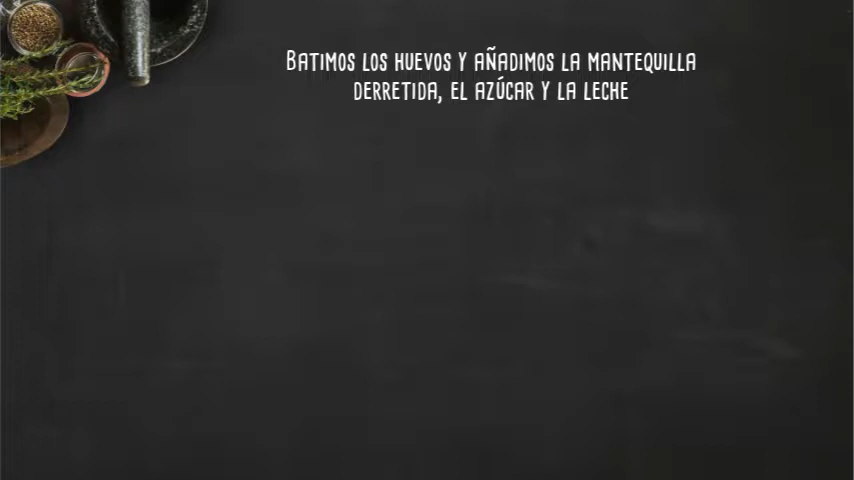 Batimos los huevos y añadimos la mantequilla
derretida, el azúcar y la leche